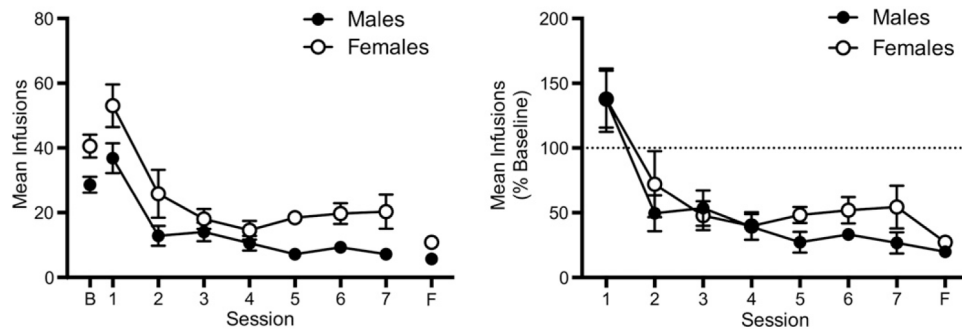 Males
Females
Mean Infusions
80
60
40
20
0
B 1 2 3 4 5 6 7 F
Session
Males
Females
Mean Infusions
(% Baseline)
200
150
100
50
0
1 2 3 4 5 6 7 F
Session